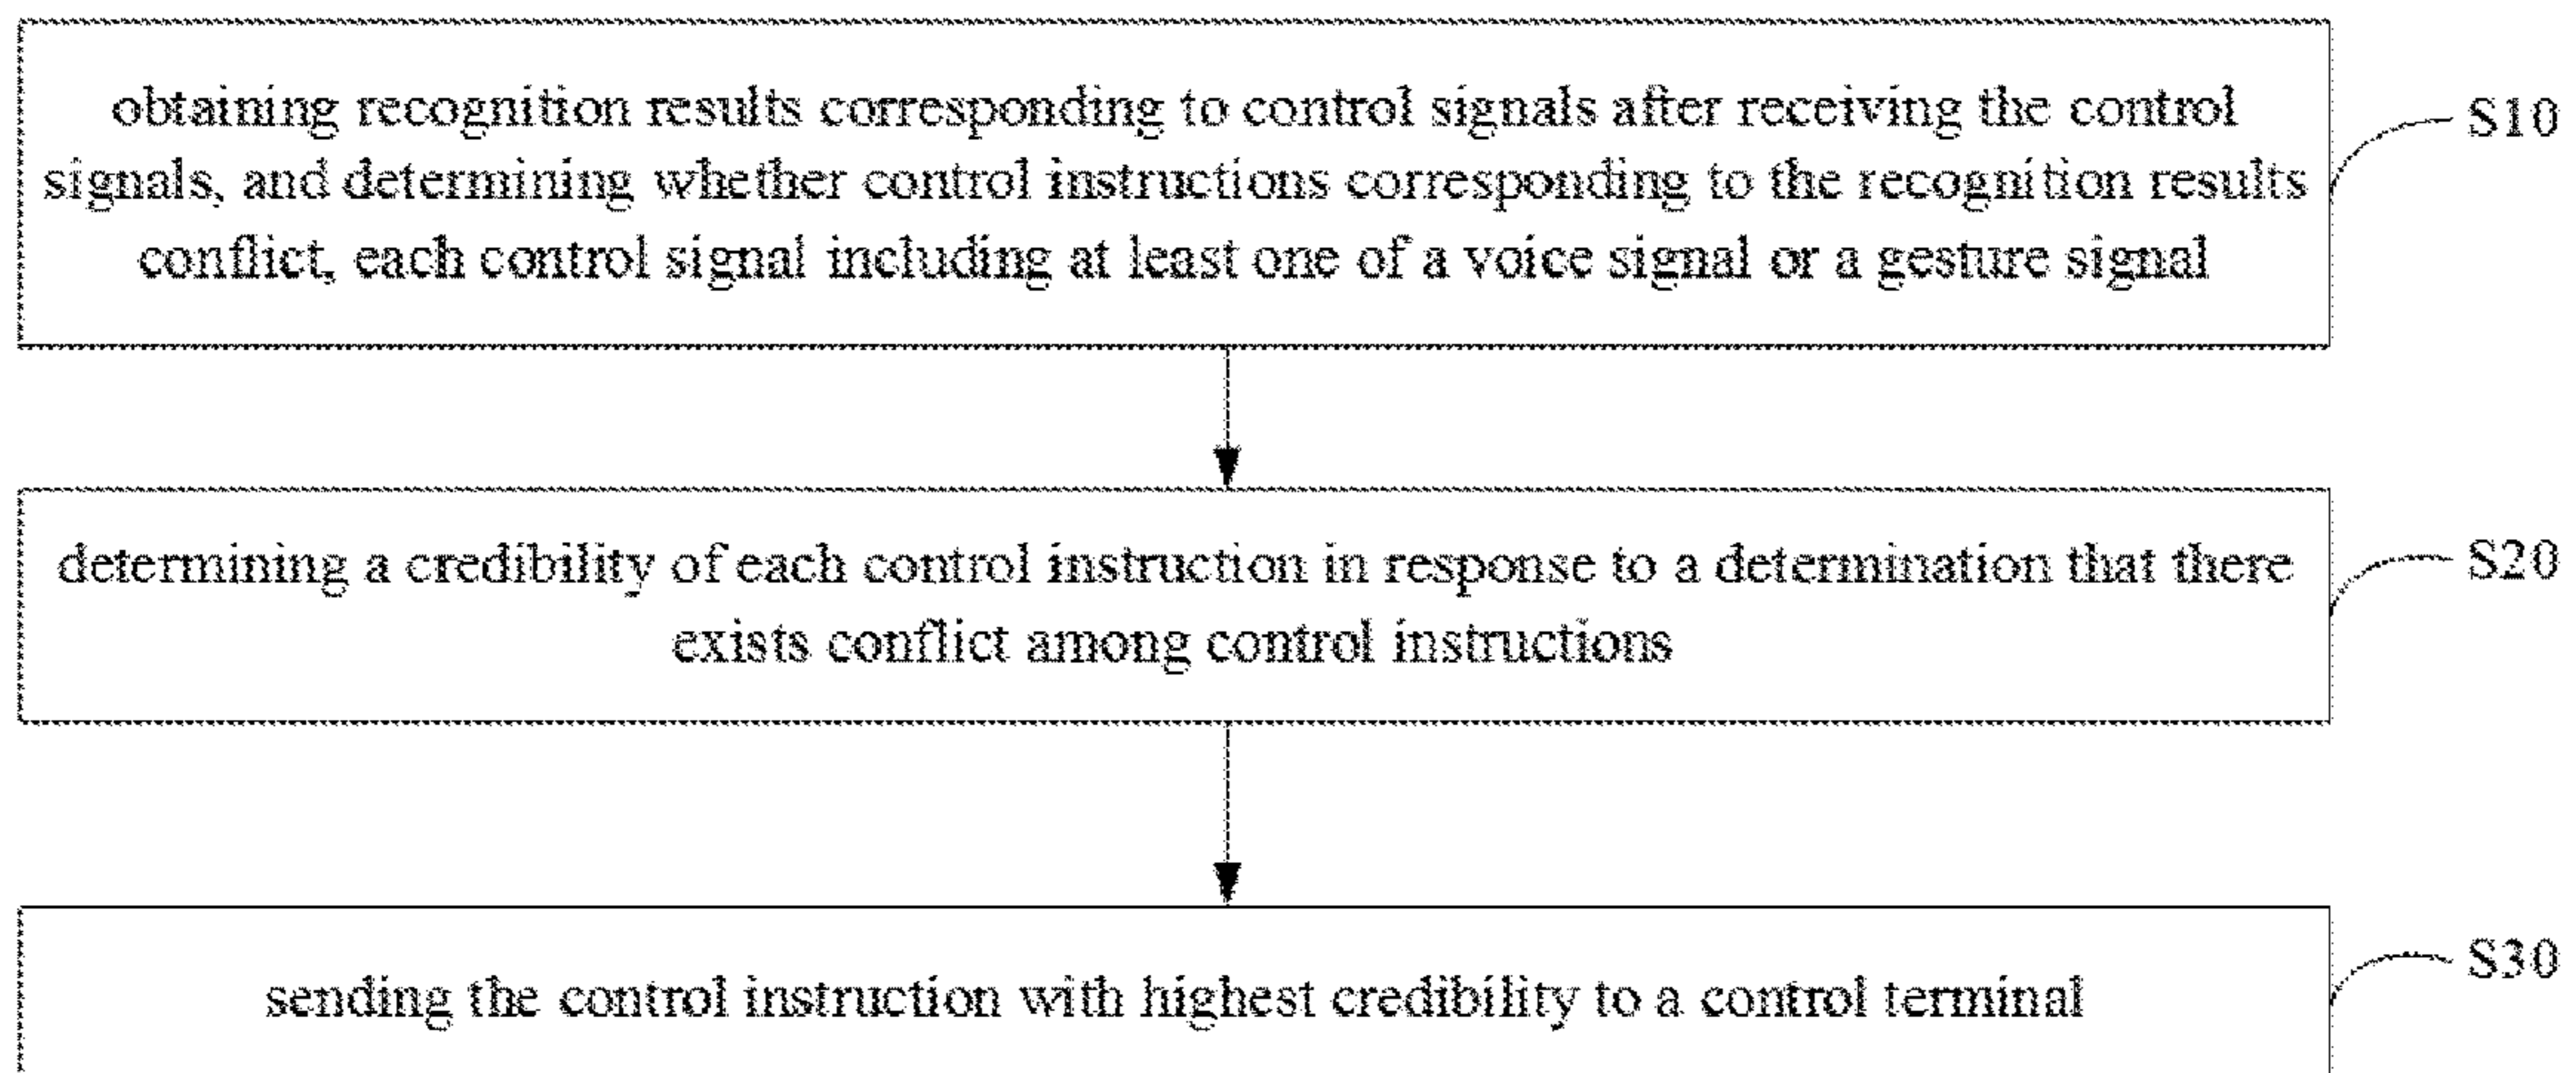 obtaining recognition results corresponding to control signals after receiving the control
signals, and determining whether control instructions corresponding to the recognition results
conflict, each control signal including at least one of a voice signal or a gesture signal
S10
determining a credibility of each control instruction in response to a determination that there
exists conflict among control instructions
S20
sending the control instruction with highest credibility to a control terminal
S30